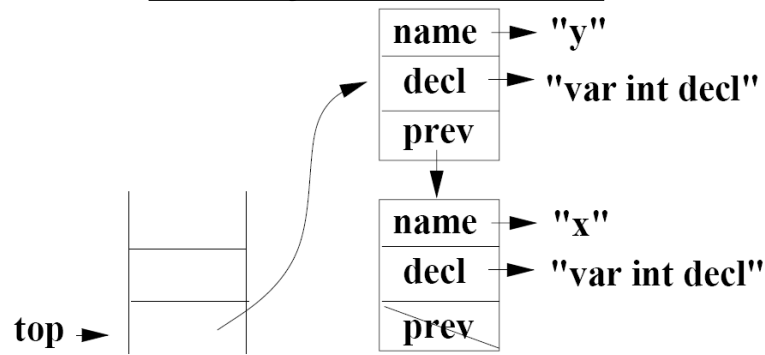 name "y"
decl "var int decl"
prev
name "x"
decl "var int decl"
top prev